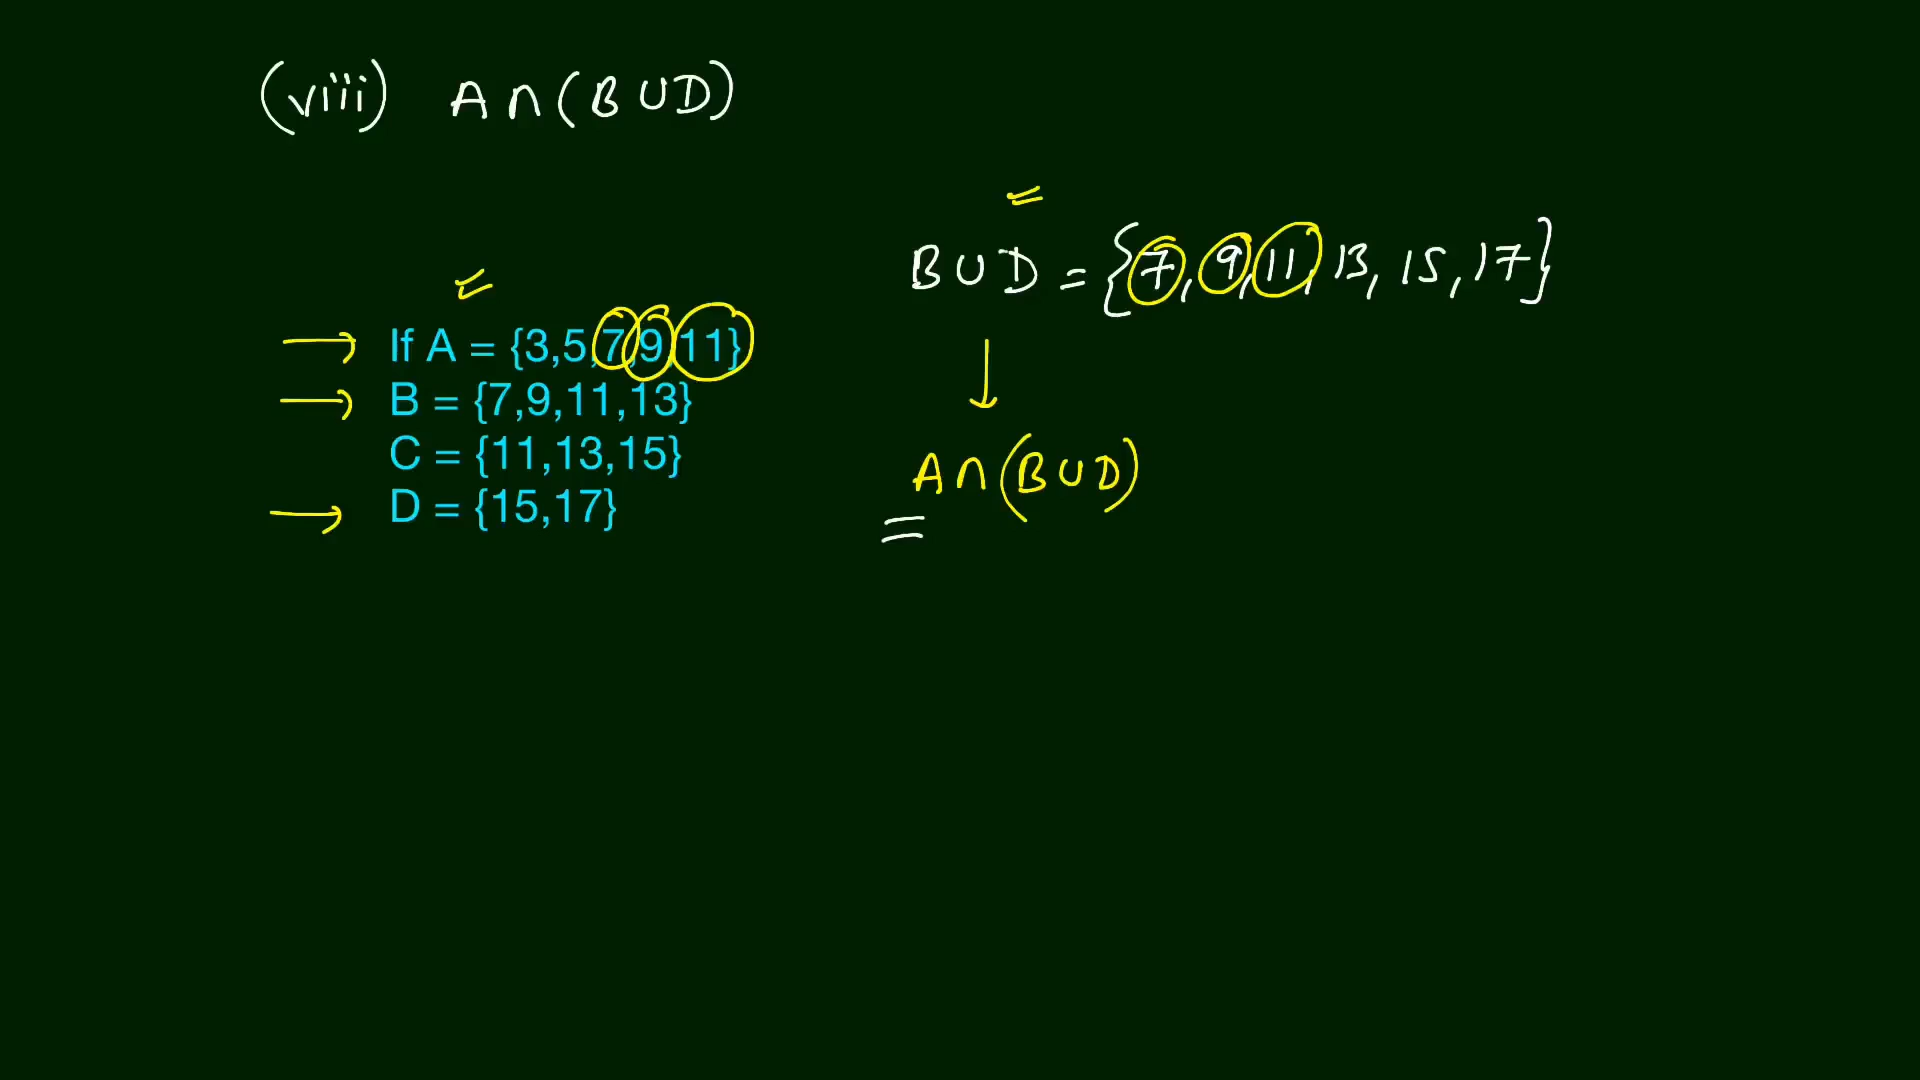 (viii) A∩(B∪D)
B∪D = {7, 9, 11, 13, 15, 17}
If A = {3,5,7,9,11}
B = {7,9,11,13}
C = {11,13,15}
D = {15,17}
A∩(B∪D)
=